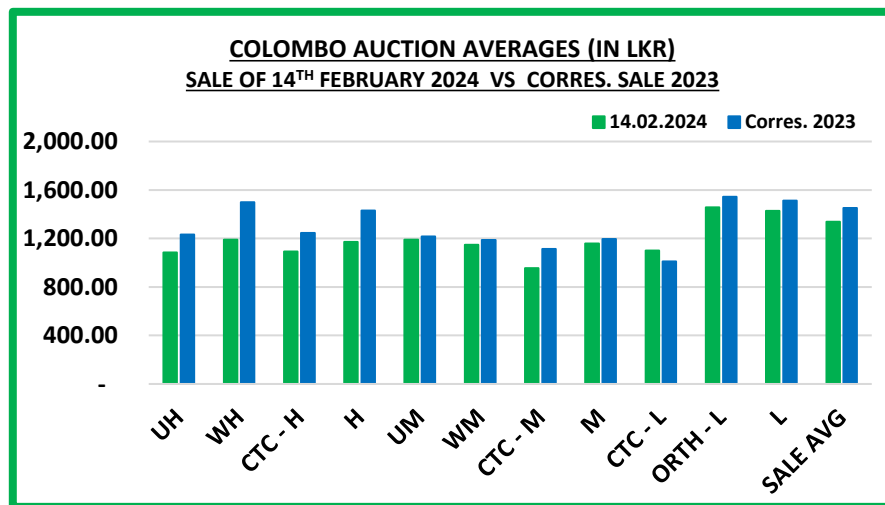 COLOMBO AUCTION AVERAGES (IN LKR)
SALE OF 14TH FEBRUARY 2024 VS CORRES. SALE 2023
14.02.2024 Corres. 2023
2,000.00
1,600.00
1,200.00
800.00
400.00
-
UH
WH
CTC - H
H
UM
WM
CTC - M
M
CTC - L
ORTH - L
L
SALE AVG